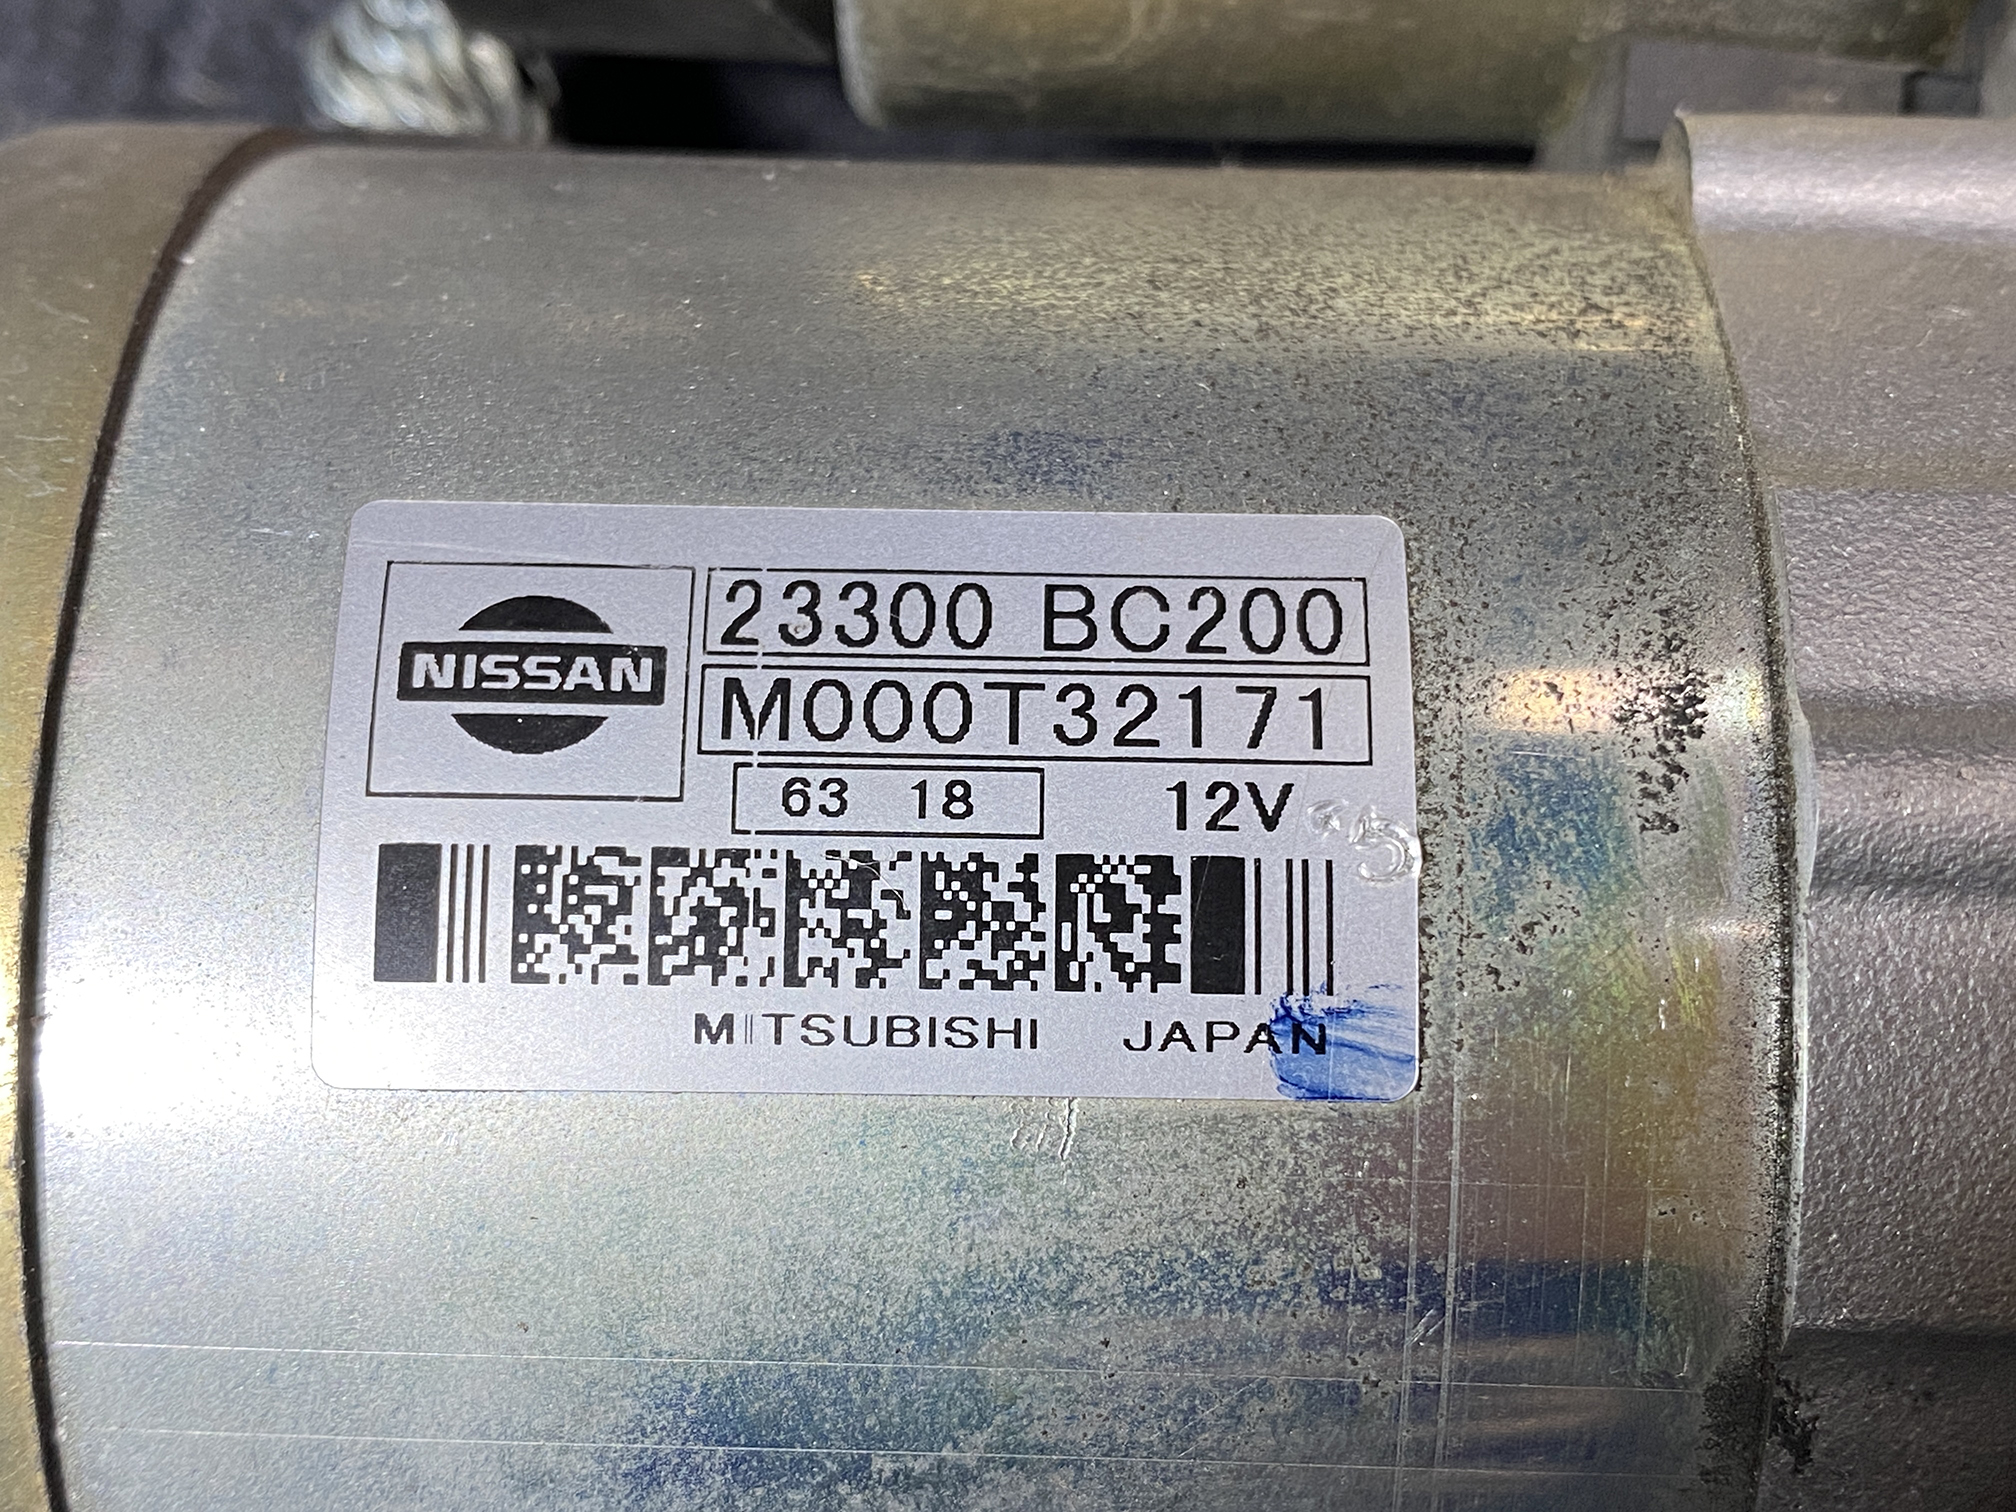 NISSAN
23300 BC200
M000T32171
63 18 12V
MITSUBISHI JAPAN